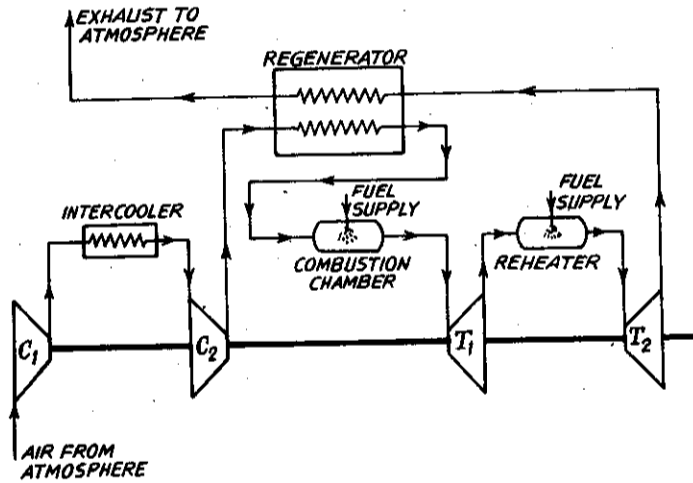 EXHAUST TO
ATMOSPHERE
REGENERATOR
INTERCOOLER
FUEL
SUPPLY
COMBUSTION
CHAMBER
FUEL
SUPPLY
REHEATER
C1
C2
T1
T2
AIR FROM
ATMOSPHERE